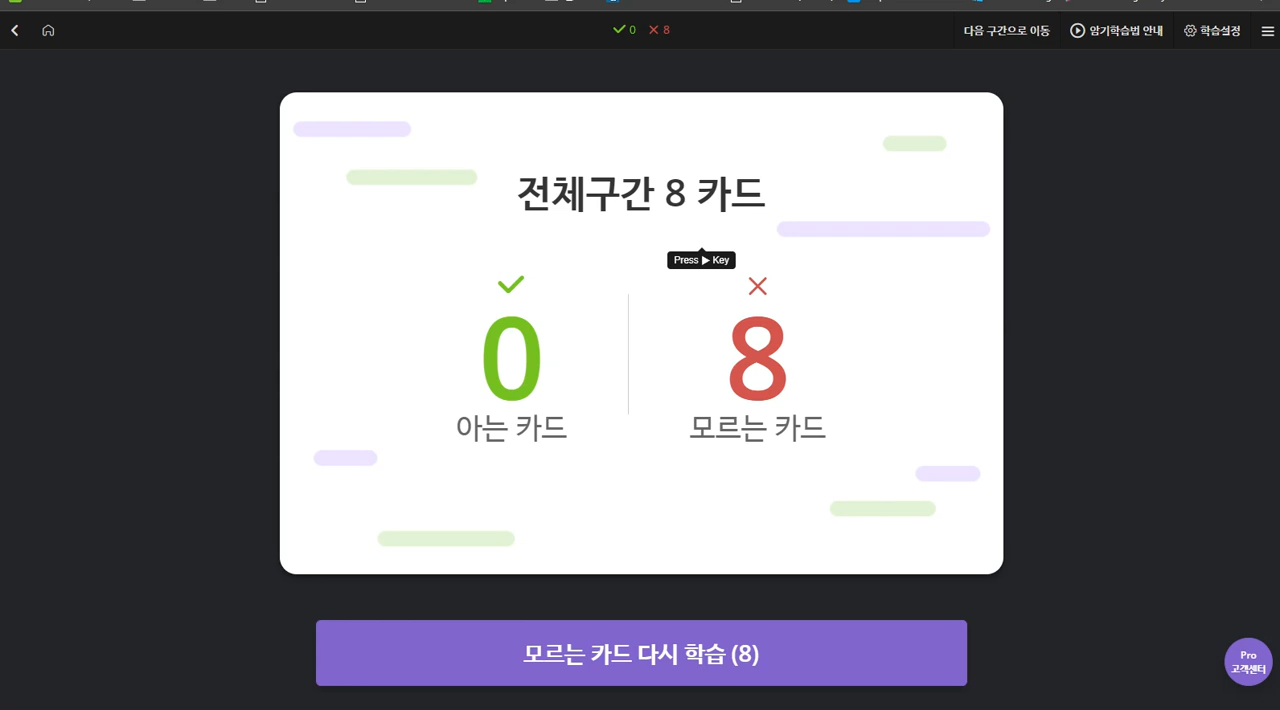 0 8 다음 구간으로 이동 암기학습법 안내 학습설정
전체구간 8 카드
Press ▶ Key
0 8
아는 카드 모르는 카드
모르는 카드 다시 학습 (8)
Pro
고객센터